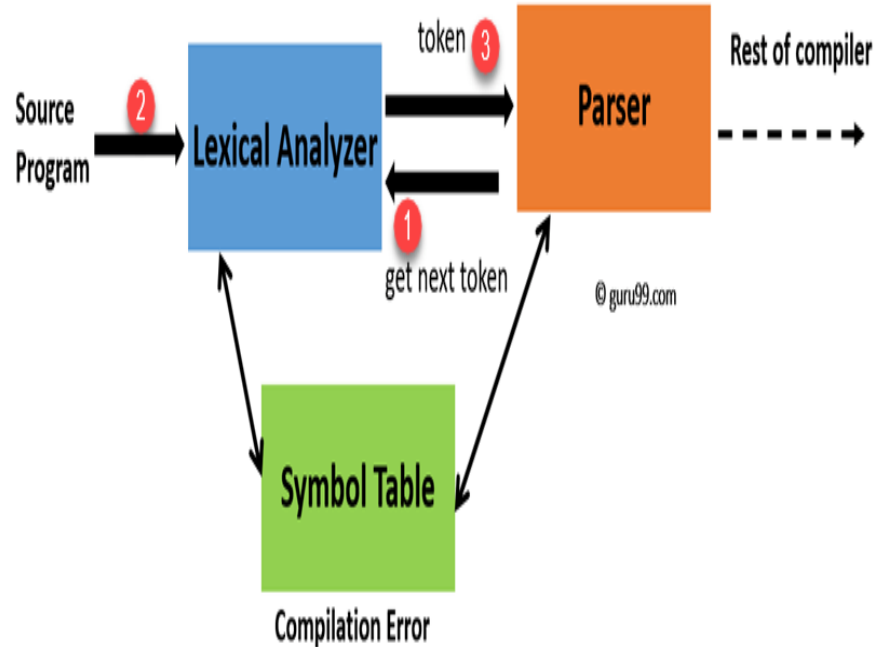 token 3
Rest of compiler
Source
Program
2
Lexical Analyzer
Parser
1
get next token
© guru99.com
Symbol Table
Compilation Error